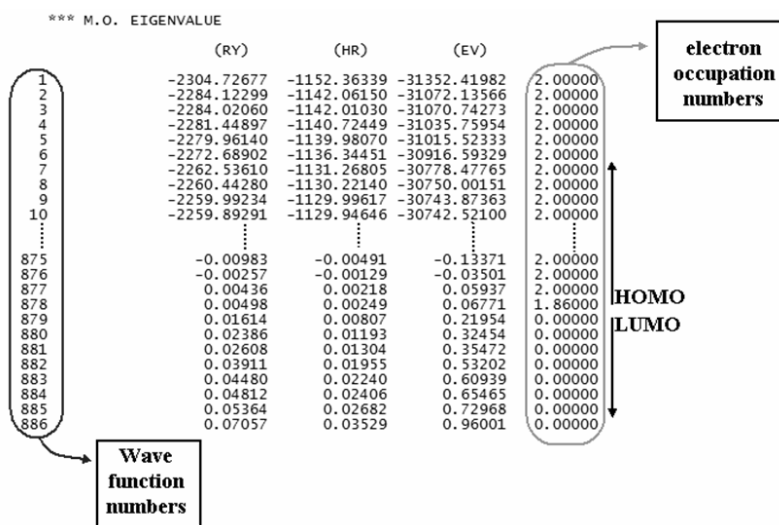 *** M.O. EIGENVALUE
(RY) (HR) (EV)
1 -2304.72677 -1152.36339 -31352.41982 2.00000
2 -2284.12299 -1142.06150 -31072.13566 2.00000
3 -2284.02060 -1142.01030 -31070.74273 2.00000
4 -2281.44897 -1140.72449 -31035.75954 2.00000
5 -2279.96140 -1139.98070 -31015.52333 2.00000
6 -2272.68902 -1136.34451 -30916.59329 2.00000
7 -2262.53610 -1131.26805 -30778.47765 2.00000
8 -2260.44280 -1130.22140 -30750.00151 2.00000
9 -2259.99234 -1129.99617 -30743.87363 2.00000
10 -2259.89291 -1129.94646 -30742.52100 2.00000
875 -0.00983 -0.00491 -0.13371 2.00000
876 -0.00257 -0.00129 -0.03501 2.00000
877 0.00436 0.00218 0.05937 2.00000
878 0.00498 0.00249 0.06771 1.86000
879 0.01614 0.00807 0.21954 0.00000
880 0.02386 0.01193 0.32454 0.00000
881 0.02608 0.01304 0.35472 0.00000
882 0.03911 0.01955 0.53202 0.00000
883 0.04480 0.02240 0.60939 0.00000
884 0.04812 0.02406 0.65465 0.00000
885 0.05364 0.02682 0.72968 0.00000
886 0.07057 0.03529 0.96001 0.00000
electron
occupation
numbers
HOMO
LUMO
Wave
function
numbers